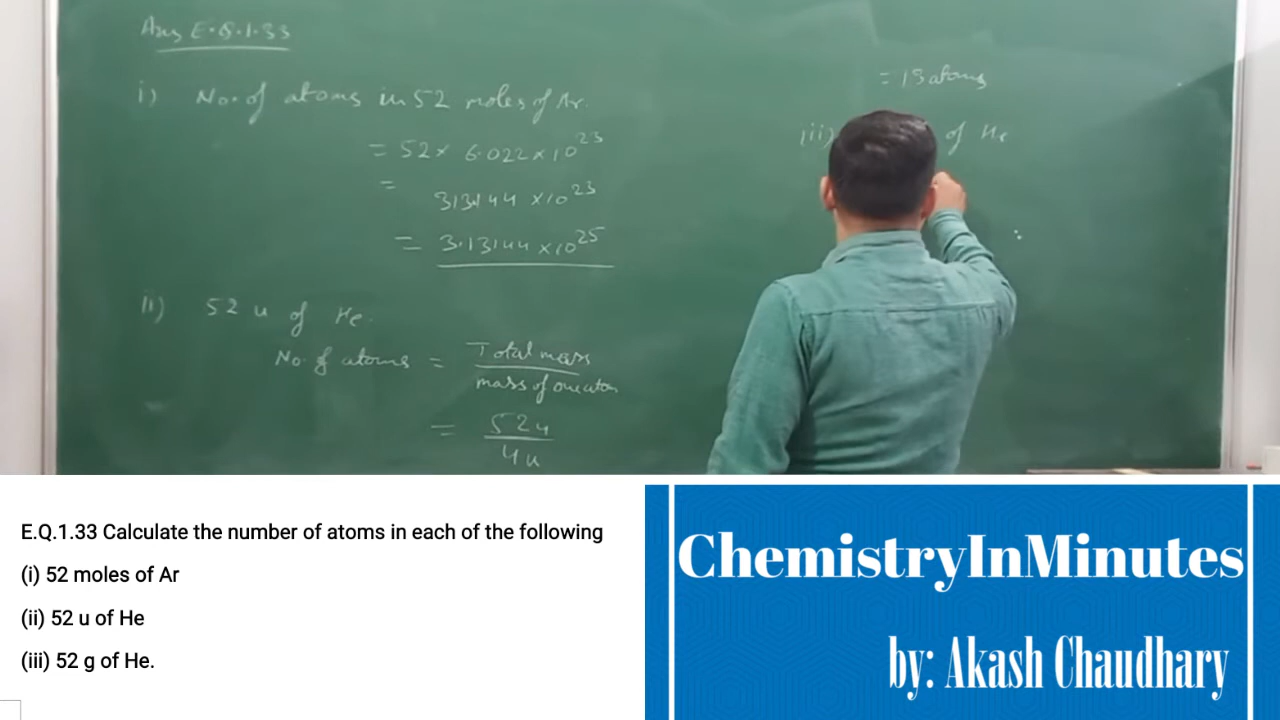 Ans E.Q.1.33
i) No. of atoms in 52 moles of Ar.
= 52 × 6.022 × 10²³
= 313.144 × 10²³
= 3.13144 × 10²⁵
ii) 52 u of He.
No. of atoms = Total mass
mass of one atom
= 52u
4u
= 13 atoms
(iii) of He
E.Q.1.33 Calculate the number of atoms in each of the following
(i) 52 moles of Ar
(ii) 52 u of He
(iii) 52 g of He.
ChemistryInMinutes
by: Akash Chaudhary